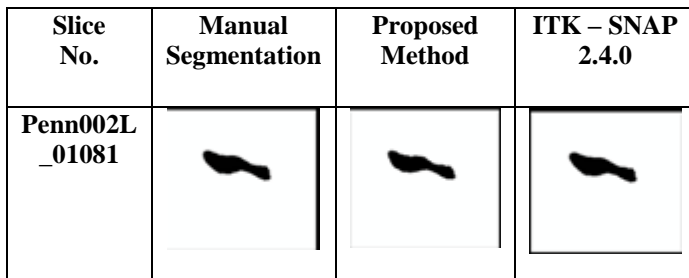 Slice No.
Manual Segmentation
Proposed Method
ITK – SNAP 2.4.0
Penn002L _01081